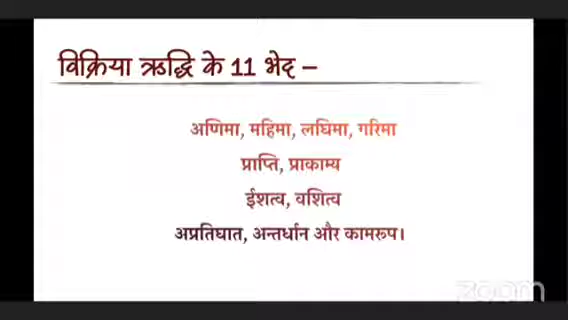 विक्रिया ऋद्धि के 11 भेद –
अणिमा, महिमा, लघिमा, गरिमा
प्राप्ति, प्राकाम्य
ईशत्व, वशित्व
अप्रतिघात, अन्तर्धान और कामरूप।
zoom